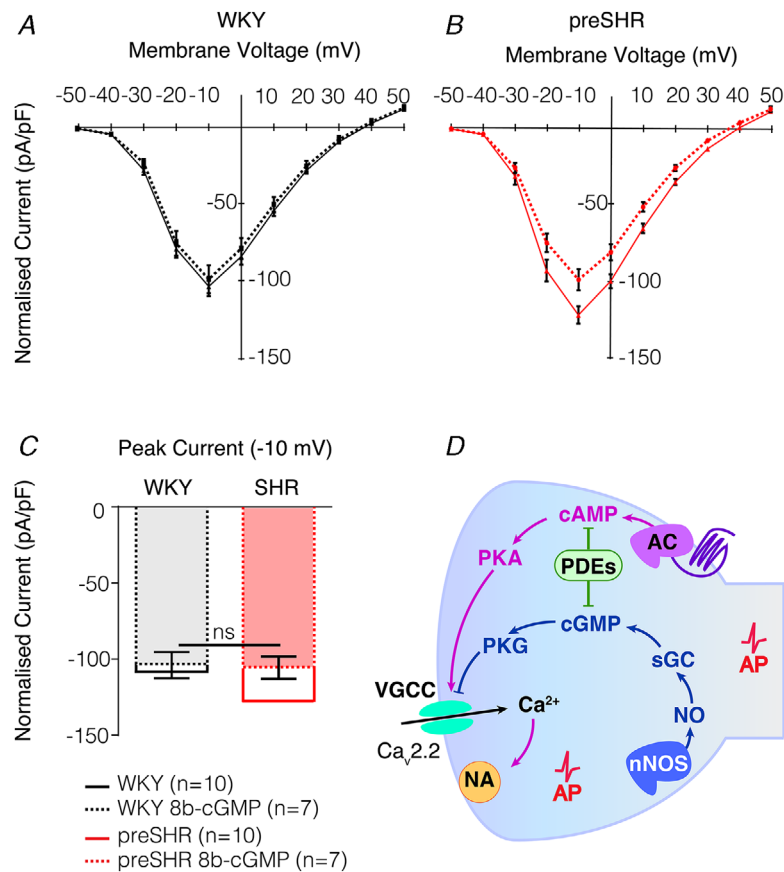 A
WKY
Membrane Voltage (mV)
-50 -40 -30 -20 -10 10 20 30 40 50
Normalised Current (pA/pF)
-50
-100
-150
B
preSHR
Membrane Voltage (mV)
-50 -40 -30 -20 -10 10 20 30 40 50
-50
-100
-150
C
Peak Current (-10 mV)
WKY SHR
Normalised Current (pA/pF)
0
-50
ns
-100
-150
WKY (n=10)
WKY 8b-cGMP (n=7)
preSHR (n=10)
preSHR 8b-cGMP (n=7)
D
cAMP
AC
PKA
PDEs
cGMP
PKG
sGC
AP
VGCC
Ca²⁺
NO
Caᵥ2.2
nNOS
NA
AP